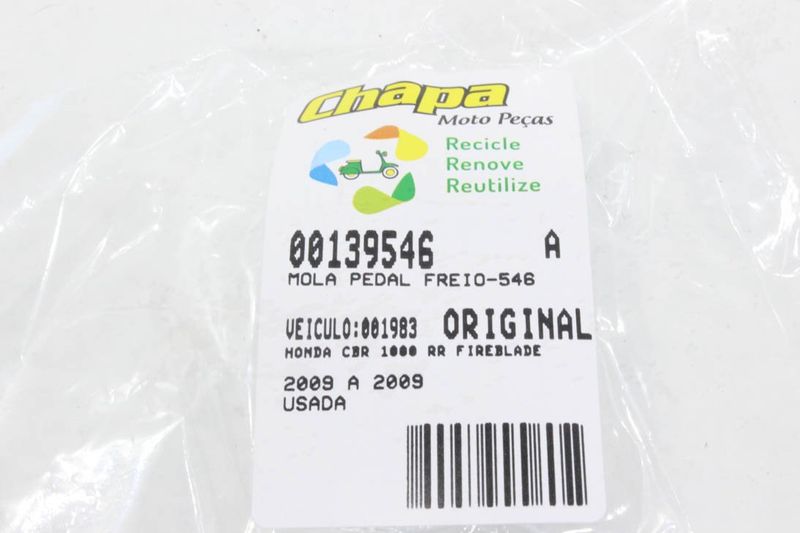 Chapa
Moto Peças
Recicle
Renove
Reutilize
00139546 A
MOLA PEDAL FREIO-546
VEICULO:001983 ORIGINAL
HONDA CBR 1000 RR FIREBLADE
2009 A 2009
USADA